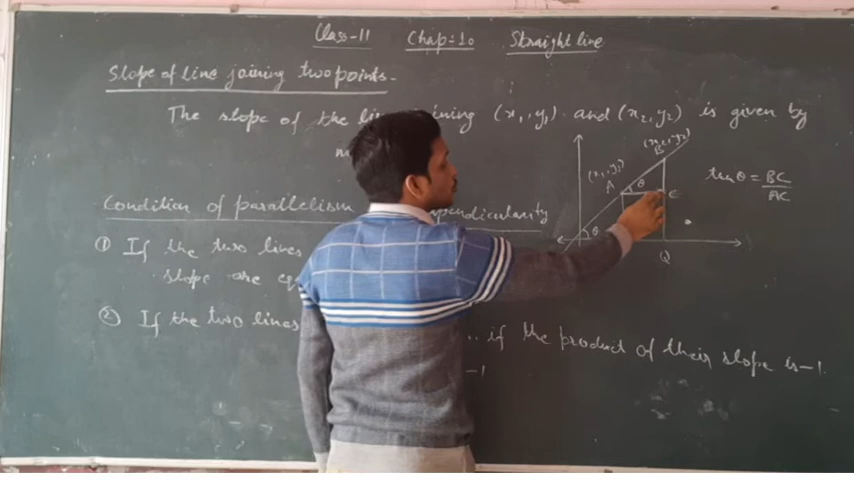 Class-11 Chap:10 Straight line
Slope of line joining two points-
The slope of the line joining (x₁,y₁) and (x₂,y₂) is given by
Condition of parallelism
① If the two lines
slope are
② If the two lines if the product of their slope is -1.
-1
(x₂,y₂)
B
(x₁,y₁)
A θ
C
θ
Q
tanθ = BC/AC